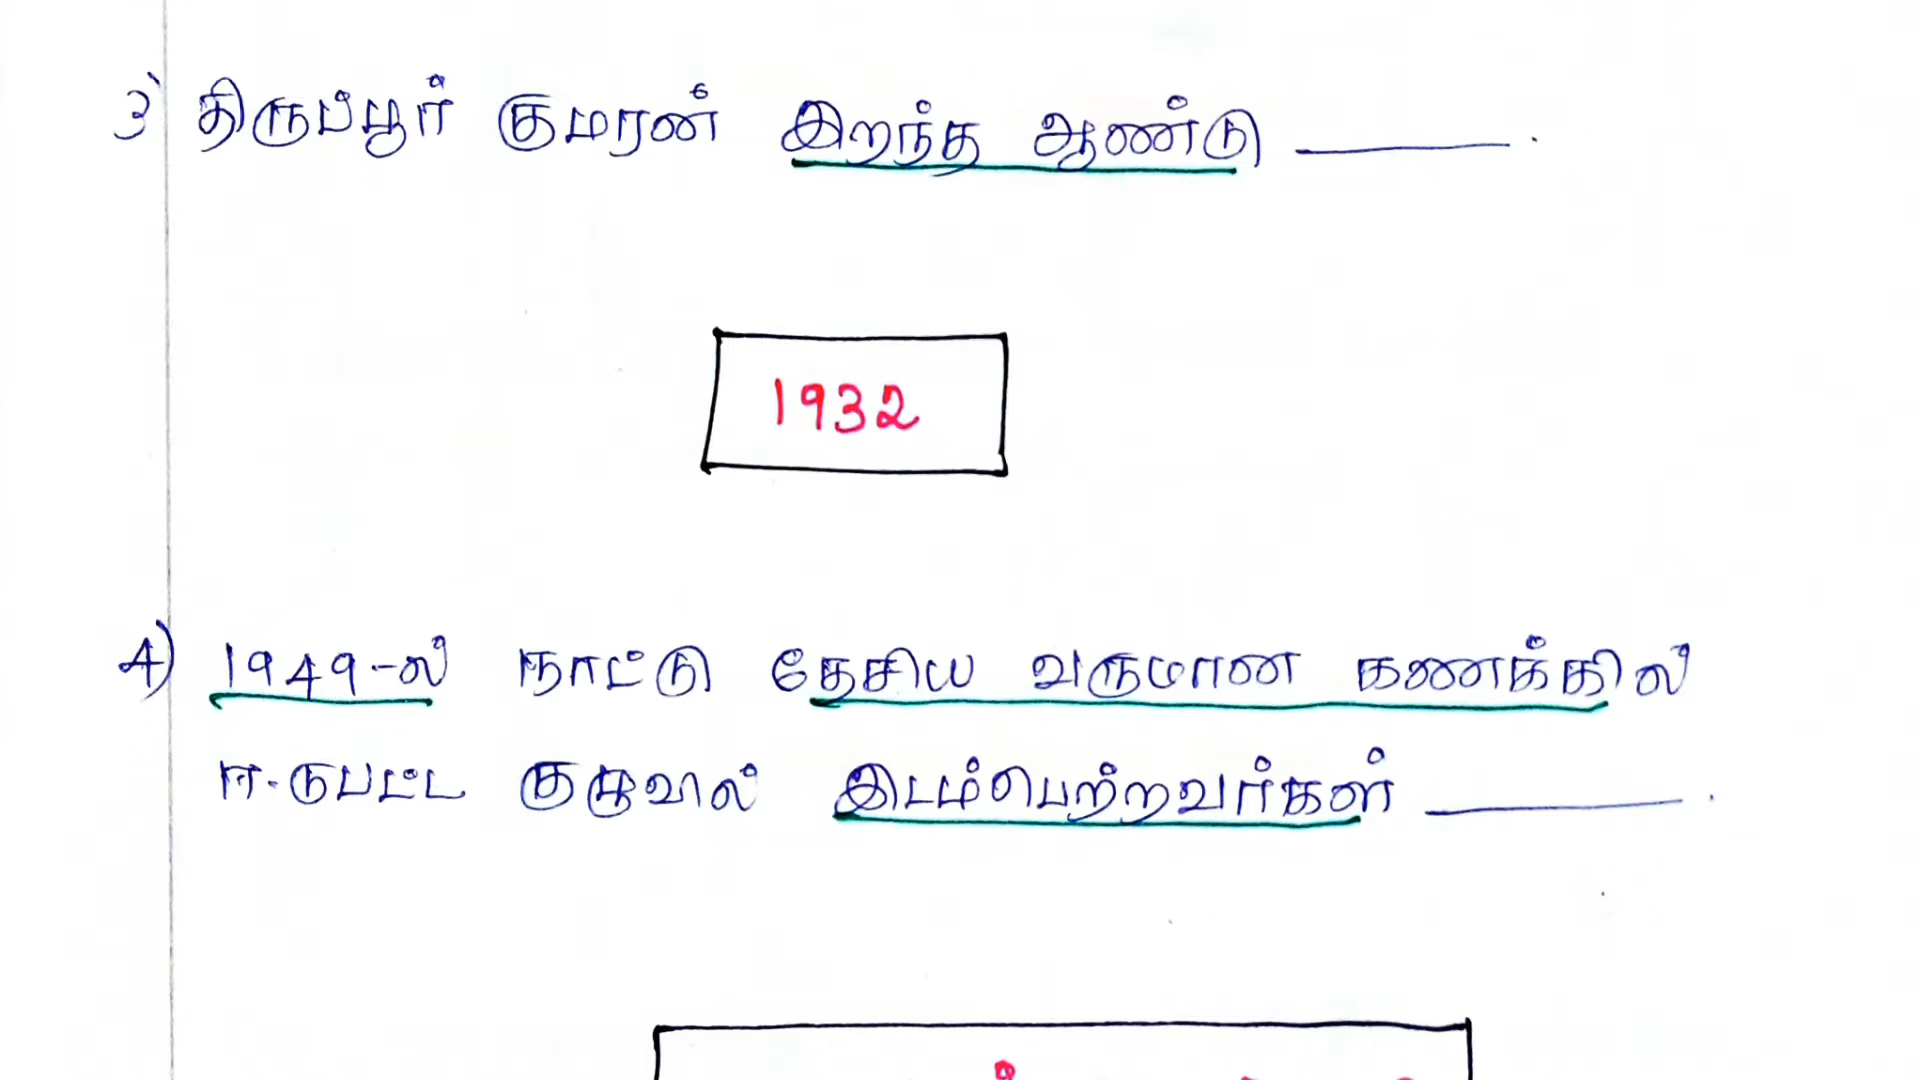 3) திருப்பூர் குமரன் இறந்த ஆண்டு ______.
1932
4) 1949-ல் நாட்டு தேசிய வருமான கணக்கில்
ஈடுபட்ட குழுவில் இடம்பெற்றவர்கள் ______.